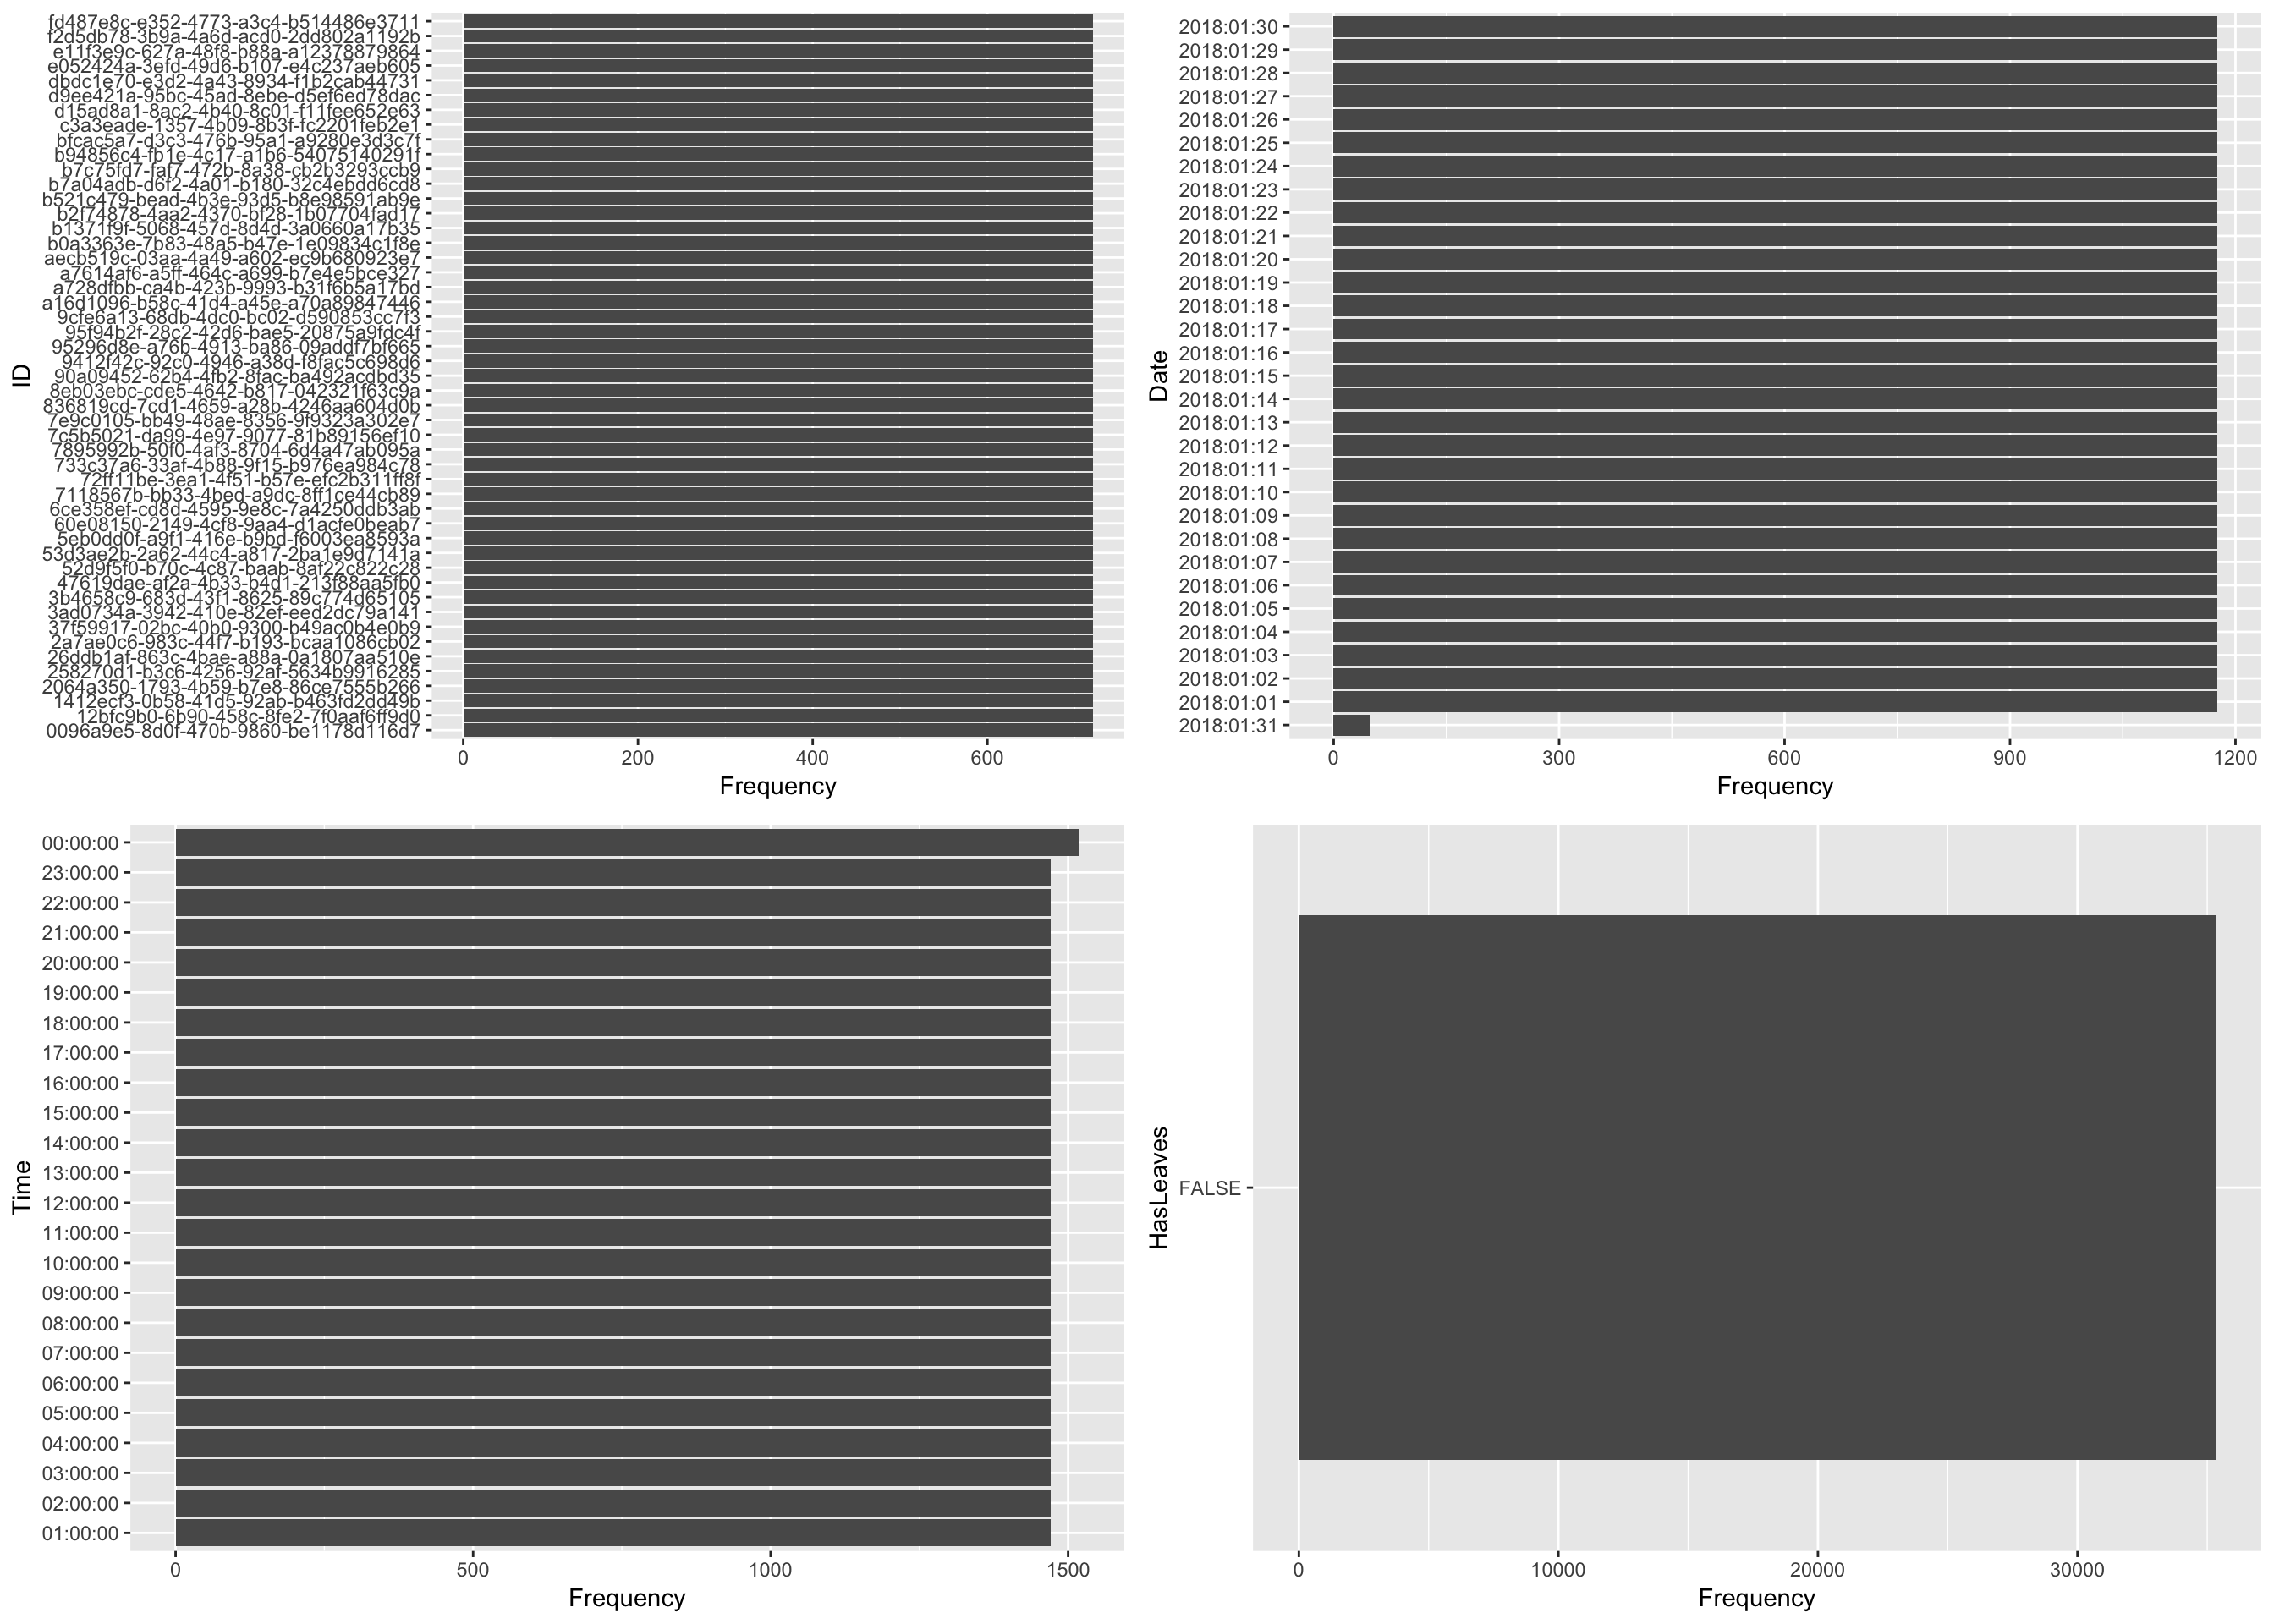 fd487e8c-e352-4773-a3c4-b514486e3711
f2d5db78-3b9a-4a6d-acd0-2dd802a1192b
e11f3e9c-627a-48f8-b88a-a12378879864
e052424a-3efd-49d6-b107-e4c237aeb605
dbdc1e70-e3d2-4a43-8934-f1b2cab44731
d9ee421a-95bc-45ad-8ebe-d5ef6ed78dac
d15ad8a1-8ac2-4b40-8c01-f11fee652e63
c3a3eade-1357-4b09-8b3f-fc2201feb2e1
bfcac5a7-d3c3-476b-95a1-a9280e3d3c7f
b94856c4-fb1e-4c17-a1b6-54075140291f
b7c75fd7-faf7-472b-8a38-cb2b3293ccb9
b7a04adb-d6f2-4a01-b180-32c4ebdd6cd8
b521c479-bead-4b3e-93d5-b8e98591ab9e
b2f74878-4aa2-4370-bf28-1b07704fad17
b1371f9f-5068-457d-8d4d-3a0660a17b35
b0a3363e-7b83-48a5-b47e-1e09834c1f8e
aecb519c-03aa-4a49-a602-ec9b680923e7
a7614af6-a5ff-464c-a699-b7e4e5bce327
a728dfbb-ca4b-423b-9993-b31f6b5a17bd
a16d1096-b58c-41d4-a45e-a70a89847446
9cfe6a13-68db-4dc0-bc02-d590853cc7f3
95f94b2f-28c2-42d6-bae5-20875a9fdc4f
95296d8e-a76b-4913-ba86-09addf7bf665
9412f42c-92c0-4946-a38d-f8fac5c698d6
90a09452-62b4-4fb2-8fac-ba492acdbd35
8eb03ebc-cde5-4642-b817-042321f63c9a
836819cd-7cd1-4659-a28b-4246aa604d0b
7e9c0105-bb49-48ae-8356-9f9323a302e7
7c5b5021-da99-4e97-9077-81b89156ef10
7895992b-50f0-4af3-8704-6d4a47ab095a
733c37a6-33af-4b88-9f15-b976ea984c78
72ff11be-3ea1-4f51-b57e-efc2b311ff8f
7118567b-bb33-4bed-a9dc-8ff1ce44cb89
6ce358ef-cd8d-4595-9e8c-7a4250ddb3ab
60e08150-2149-4cf8-9aa4-d1acfe0beab7
5eb0dd0f-a9f1-416e-b9bd-f6003ea8593a
53d3ae2b-2a62-44c4-a817-2ba1e9d7141a
52d9f5f0-b70c-4c87-baab-8af22c822c28
47619dae-af2a-4b33-b4d1-213f88aa5fb0
3b4658c9-683d-43f1-8625-89c774d65105
3ad0734a-3942-410e-82ef-eed2dc79a141
37f59917-02bc-40b0-9300-b49ac0b4e0b9
2a7ae0c6-983c-44f7-b193-bcaa1086cb02
26ddb1af-863c-4bae-a88a-0a1807aa510e
258270d1-b3c6-4256-92af-5634b9916285
2064a350-1793-4b59-b7e8-86ce7555b266
1412ecf3-0b58-41d5-92ab-b463fd2dd49b
12bfc9b0-6b90-458c-8fe2-7f0aaf6ff9d0
0096a9e5-8d0f-470b-9860-be1178d116d7
ID
0 200 400 600
Frequency
2018:01:30
2018:01:29
2018:01:28
2018:01:27
2018:01:26
2018:01:25
2018:01:24
2018:01:23
2018:01:22
2018:01:21
2018:01:20
2018:01:19
2018:01:18
2018:01:17
2018:01:16
2018:01:15
2018:01:14
2018:01:13
2018:01:12
2018:01:11
2018:01:10
2018:01:09
2018:01:08
2018:01:07
2018:01:06
2018:01:05
2018:01:04
2018:01:03
2018:01:02
2018:01:01
2018:01:31
Date
0 300 600 900 1200
Frequency
00:00:00
23:00:00
22:00:00
21:00:00
20:00:00
19:00:00
18:00:00
17:00:00
16:00:00
15:00:00
14:00:00
13:00:00
12:00:00
11:00:00
10:00:00
09:00:00
08:00:00
07:00:00
06:00:00
05:00:00
04:00:00
03:00:00
02:00:00
01:00:00
Time
0 500 1000 1500
Frequency
FALSE
HasLeaves
0 10000 20000 30000
Frequency